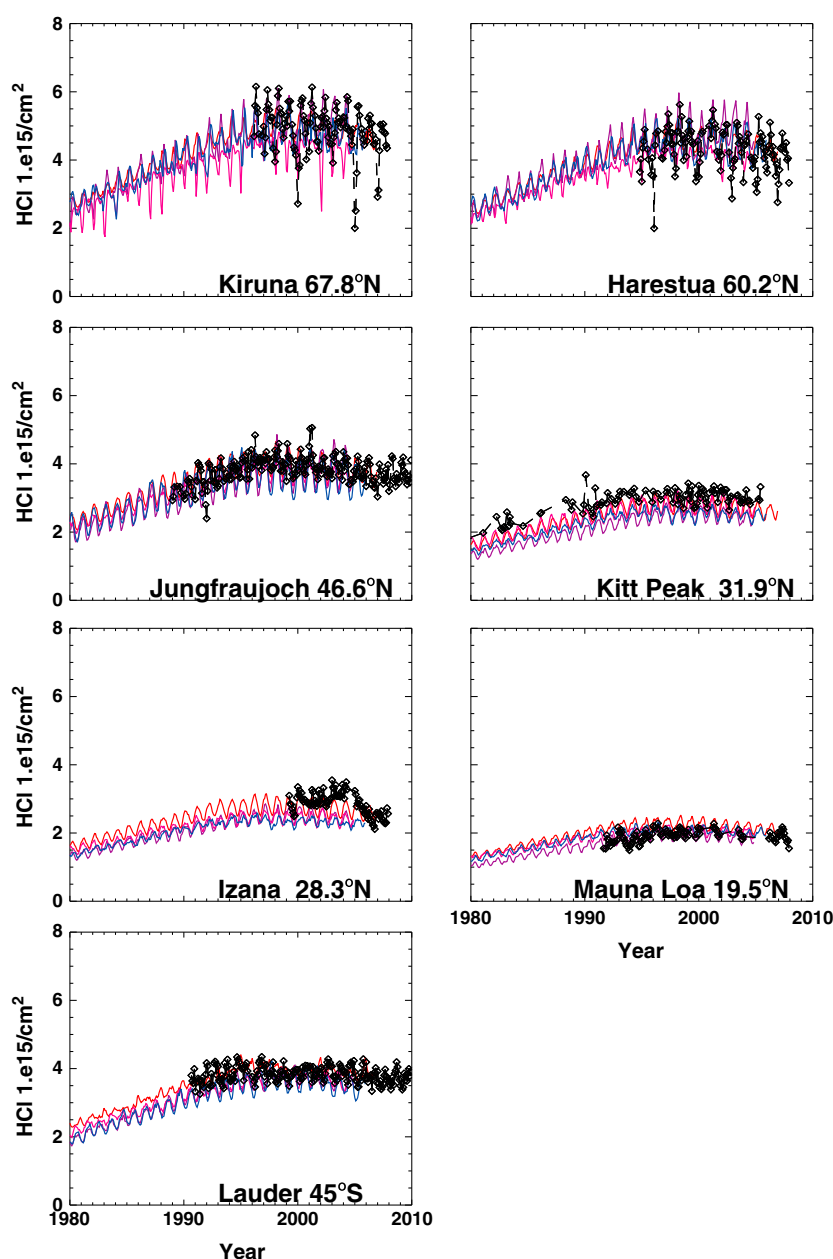 8
6
4
2
0
HCl 1.e15/cm²
Kiruna 67.8°N
Harestua 60.2°N
8
6
4
2
0
HCl 1.e15/cm²
Jungfraujoch 46.6°N
Kitt Peak 31.9°N
8
6
4
2
0
HCl 1.e15/cm²
Izana 28.3°N
Mauna Loa 19.5°N
1980 1990 2000 2010
Year
8
6
4
2
0
HCl 1.e15/cm²
Lauder 45°S
1980 1990 2000 2010
Year